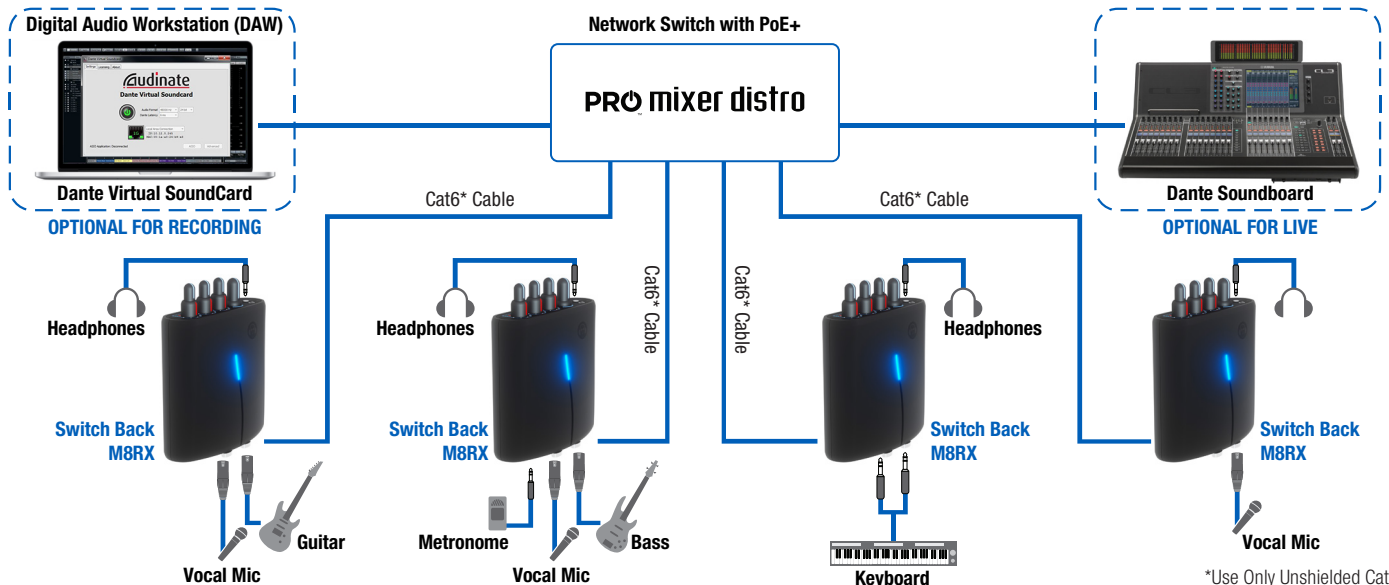 Digital Audio Workstation (DAW)
Network Switch with PoE+
Audinate
Dante Virtual Soundcard
PRO mixer distro
™
CL3
Dante Virtual SoundCard
Dante Soundboard
OPTIONAL FOR RECORDING
Cat6* Cable
Cat6* Cable
OPTIONAL FOR LIVE
Cat6* Cable
Cat6* Cable
Headphones
Headphones
Headphones
Switch Back
M8RX
Switch Back
M8RX
Switch Back
M8RX
Switch Back
M8RX
Guitar
Metronome
Bass
Vocal Mic
Vocal Mic
Vocal Mic
Keyboard
*Use Only Unshielded Cat